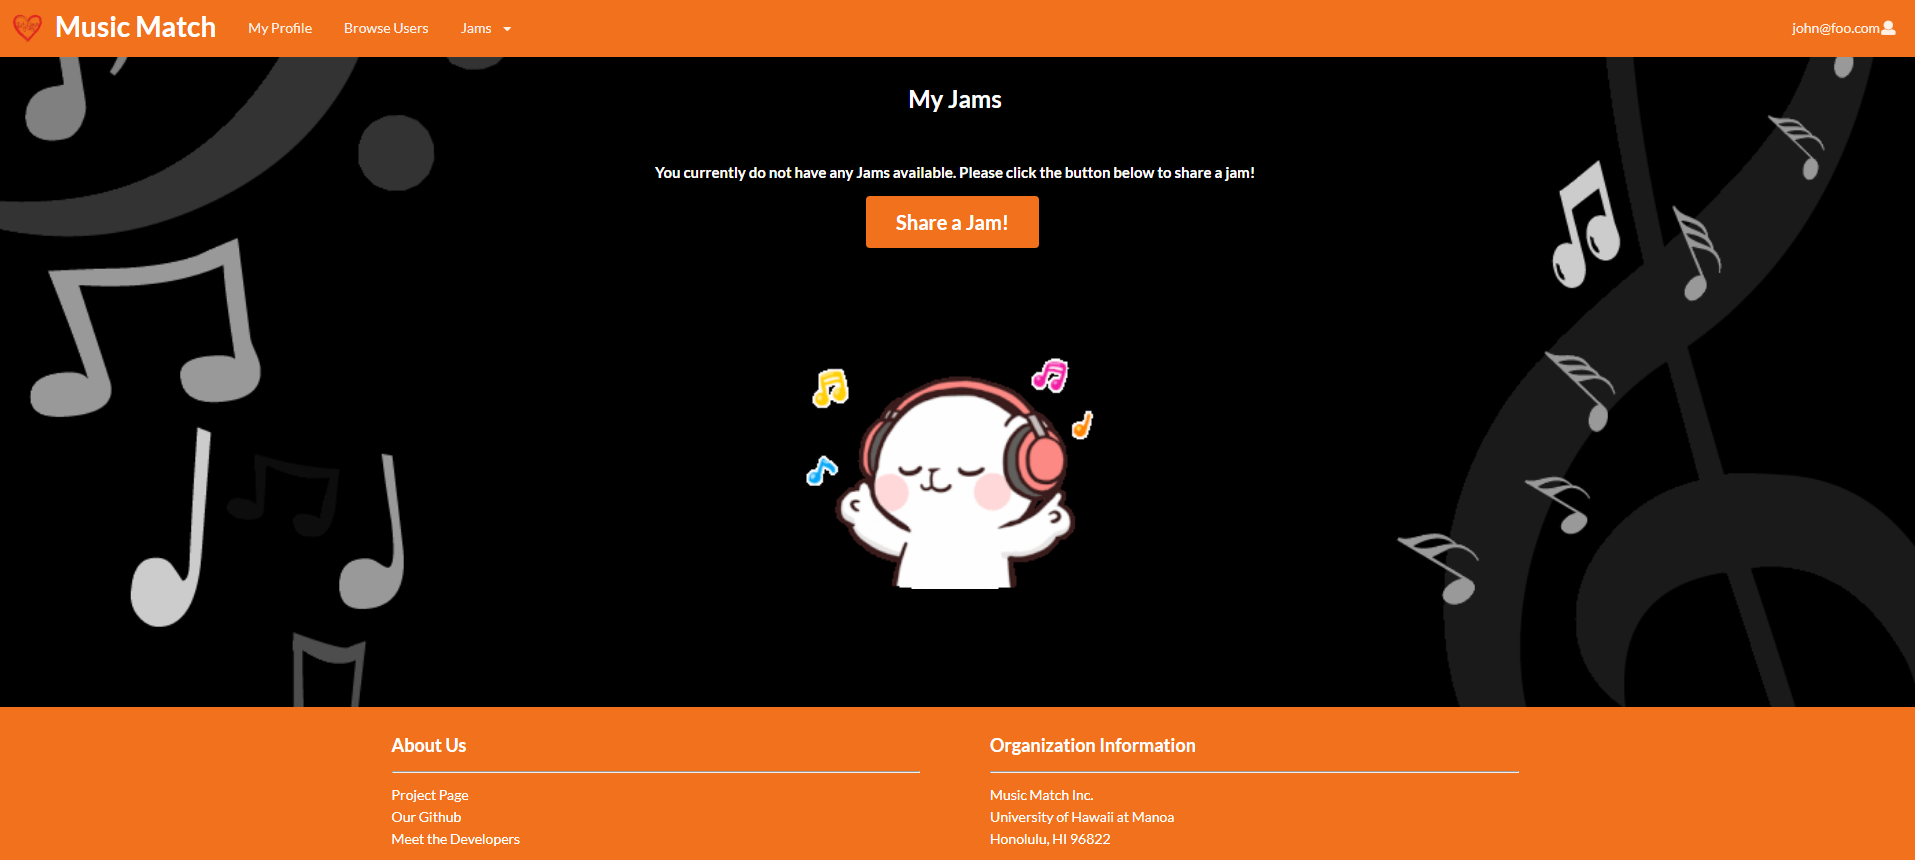 Music Match
My Profile
Browse Users
Jams
john@foo.com
My Jams
You currently do not have any Jams available. Please click the button below to share a jam!
Share a Jam!
About Us
Project Page
Our Github
Meet the Developers
Organization Information
Music Match Inc.
University of Hawaii at Manoa
Honolulu, HI 96822